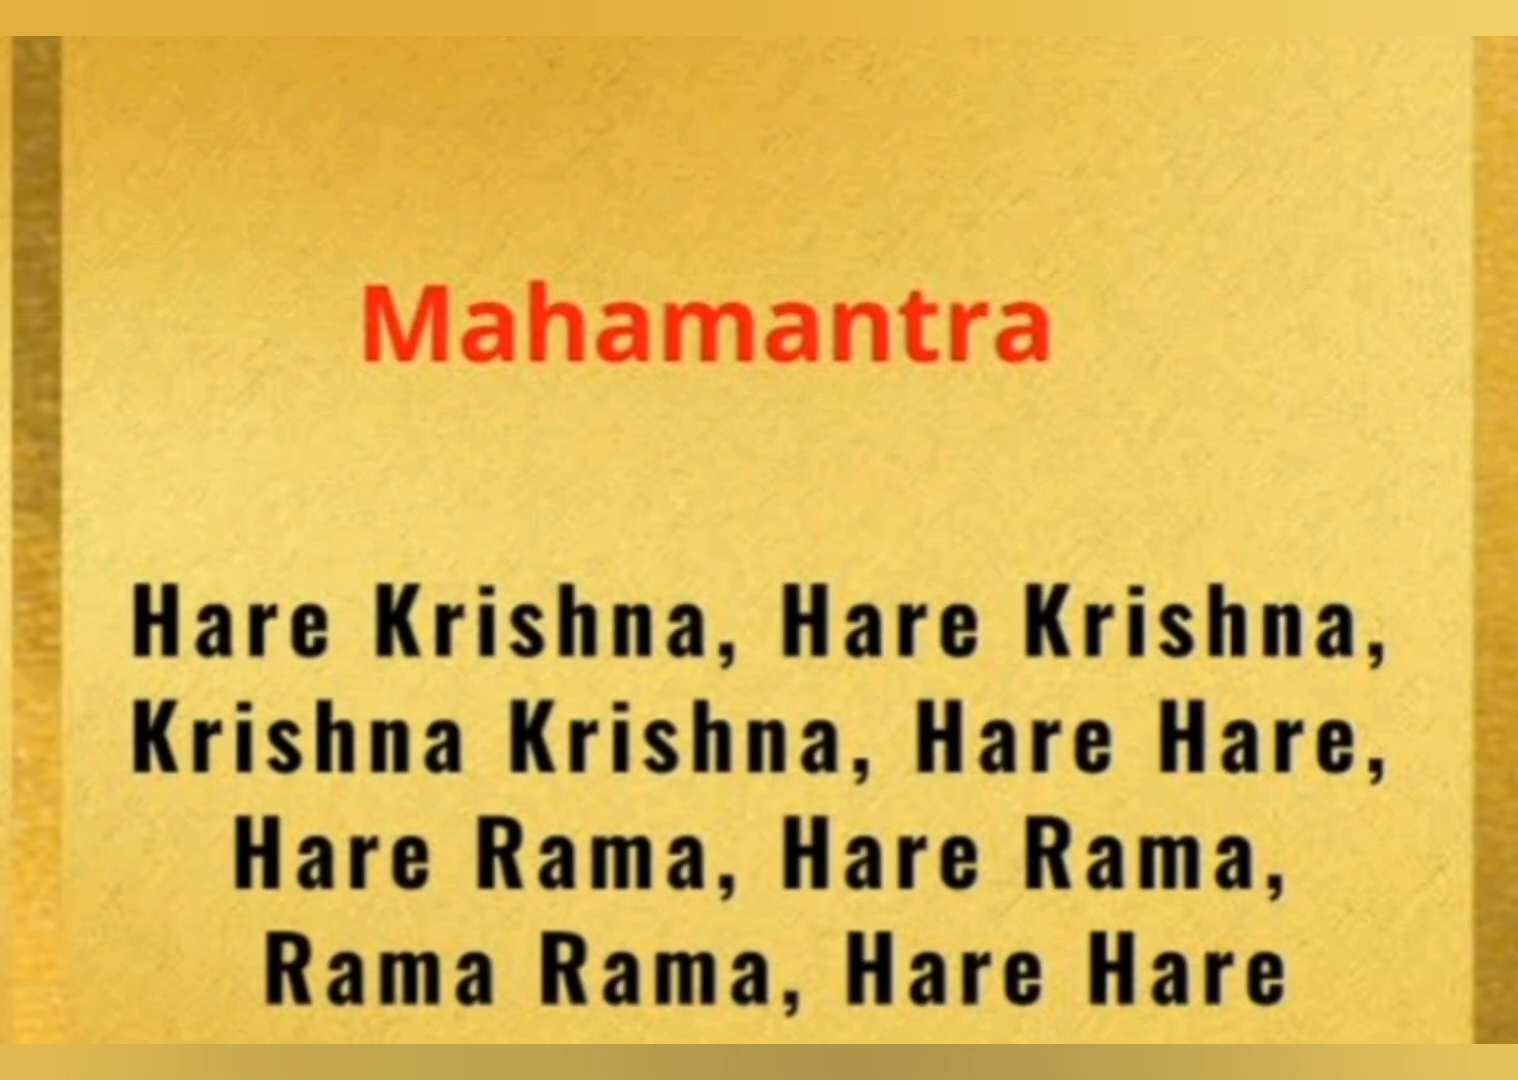 Mahamantra
Hare Krishna, Hare Krishna,
Krishna Krishna, Hare Hare,
Hare Rama, Hare Rama,
Rama Rama, Hare Hare